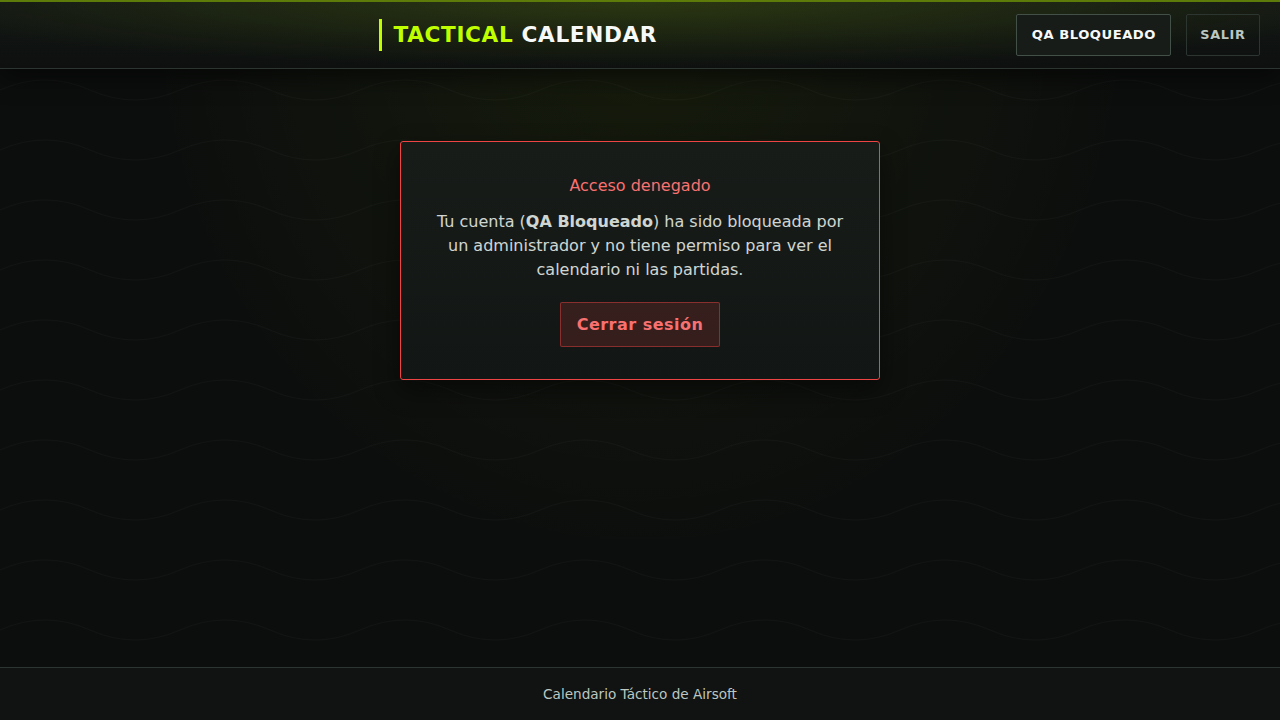 TACTICAL CALENDAR
QA BLOQUEADO
SALIR
Acceso denegado
Tu cuenta (QA Bloqueado) ha sido bloqueada por
un administrador y no tiene permiso para ver el
calendario ni las partidas.
Cerrar sesión
Calendario Táctico de Airsoft